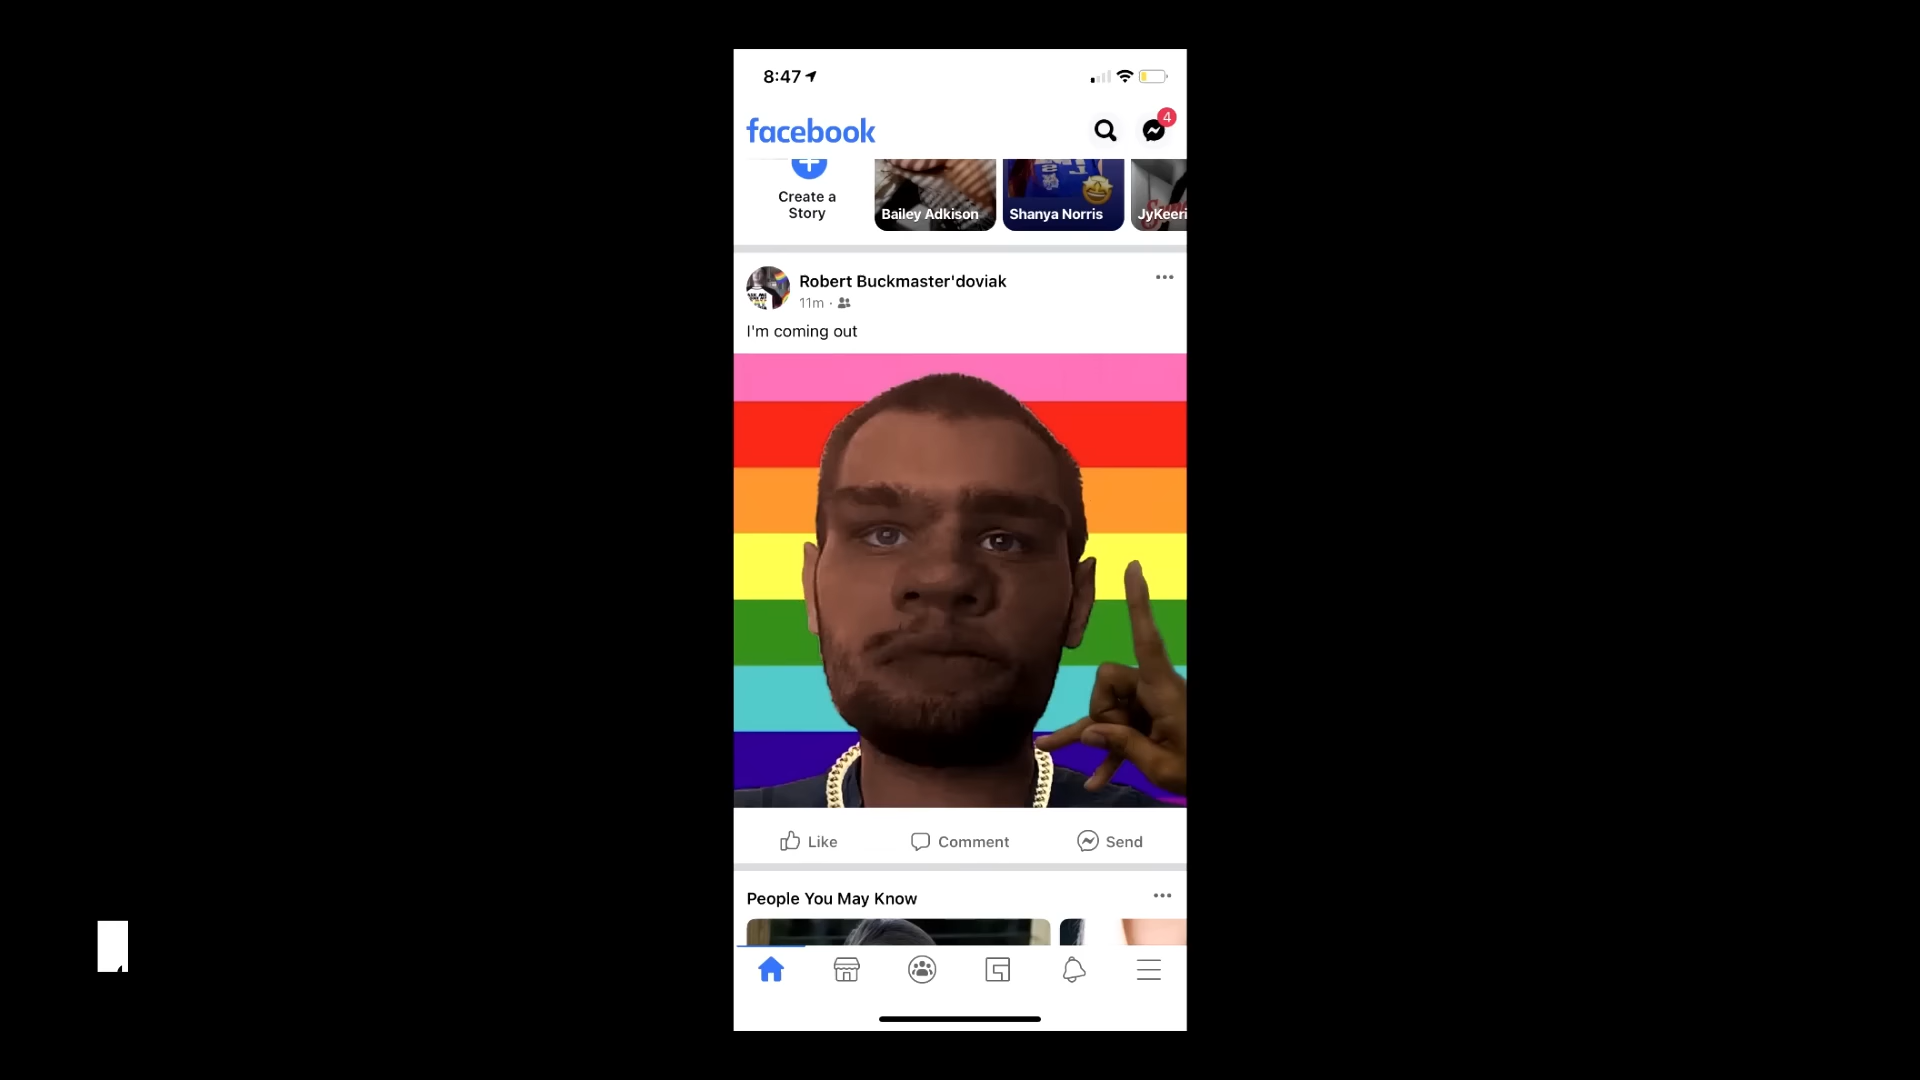 8:47
4
facebook
Create a
Story
Bailey Adkison
Shanya Norris
JyKeeri
Robert Buckmaster'doviak
11m ·
I'm coming out
Like
Comment
Send
People You May Know